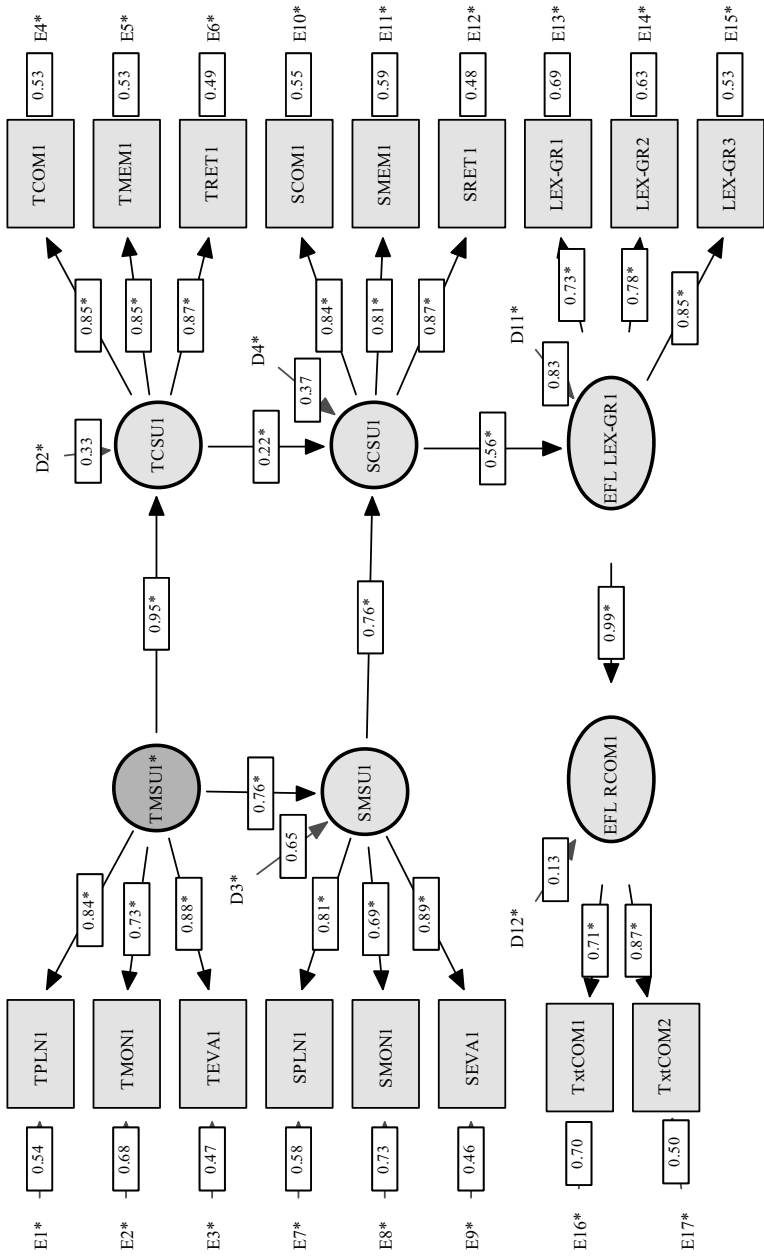 E1*
0.54
TPLN1
0.84*
E2*
0.68
TMON1
0.73*
E3*
0.47
TEVA1
0.88*
TMSU1*
0.95*
D2*
0.33
TCSU1
0.85*
TCOM1
0.53
E4*
0.85*
TMEM1
0.53
E5*
0.87*
TRET1
0.49
E6*
0.76*
0.22*
E7*
0.58
SPLN1
0.81*
E8*
0.73
SMON1
0.69*
E9*
0.46
SEVA1
0.89*
D3*
0.65
SMSU1
0.76*
D4*
0.37
SCSU1
0.84*
SCOM1
0.55
E10*
0.81*
SMEM1
0.59
E11*
0.87*
SRET1
0.48
E12*
0.56*
E16*
0.70
TxtCOM1
0.71*
E17*
0.50
TxtCOM2
0.87*
D12*
0.13
EFL RCOM1
0.99*
D11*
0.83
EFL LEX-GR1
0.73*
LEX-GR1
0.69
E13*
0.78*
LEX-GR2
0.63
E14*
0.85*
LEX-GR3
0.53
E15*